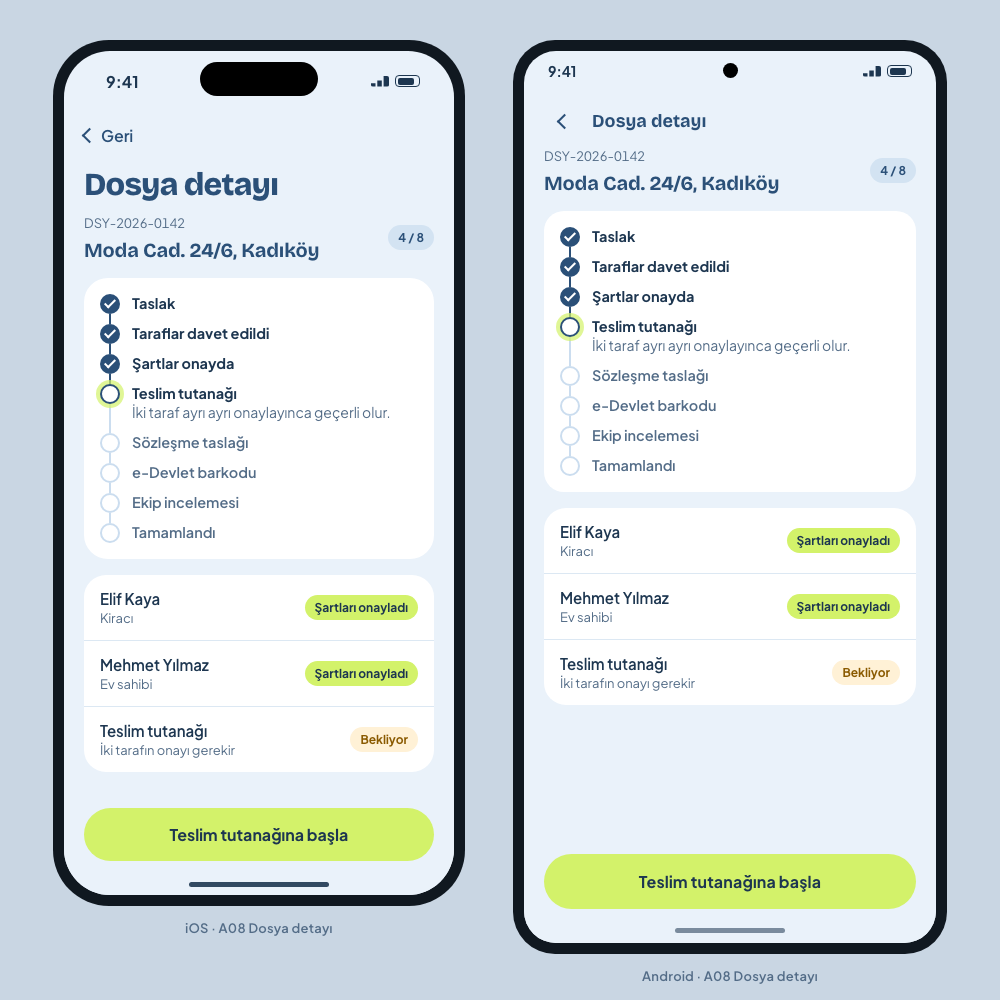 9:41
Geri
Dosya detayı
DSY-2026-0142
Moda Cad. 24/6, Kadıköy
4 / 8
Taslak
Taraflar davet edildi
Şartlar onayda
Teslim tutanağı
İki taraf ayrı ayrı onaylayınca geçerli olur.
Sözleşme taslağı
e-Devlet barkodu
Ekip incelemesi
Tamamlandı
Elif Kaya
Kiracı
Şartları onayladı
Mehmet Yılmaz
Ev sahibi
Şartları onayladı
Teslim tutanağı
İki tarafın onayı gerekir
Bekliyor
Teslim tutanağına başla
iOS · A08 Dosya detayı
9:41
Dosya detayı
DSY-2026-0142
Moda Cad. 24/6, Kadıköy
4 / 8
Taslak
Taraflar davet edildi
Şartlar onayda
Teslim tutanağı
İki taraf ayrı ayrı onaylayınca geçerli olur.
Sözleşme taslağı
e-Devlet barkodu
Ekip incelemesi
Tamamlandı
Elif Kaya
Kiracı
Şartları onayladı
Mehmet Yılmaz
Ev sahibi
Şartları onayladı
Teslim tutanağı
İki tarafın onayı gerekir
Bekliyor
Teslim tutanağına başla
Android · A08 Dosya detayı